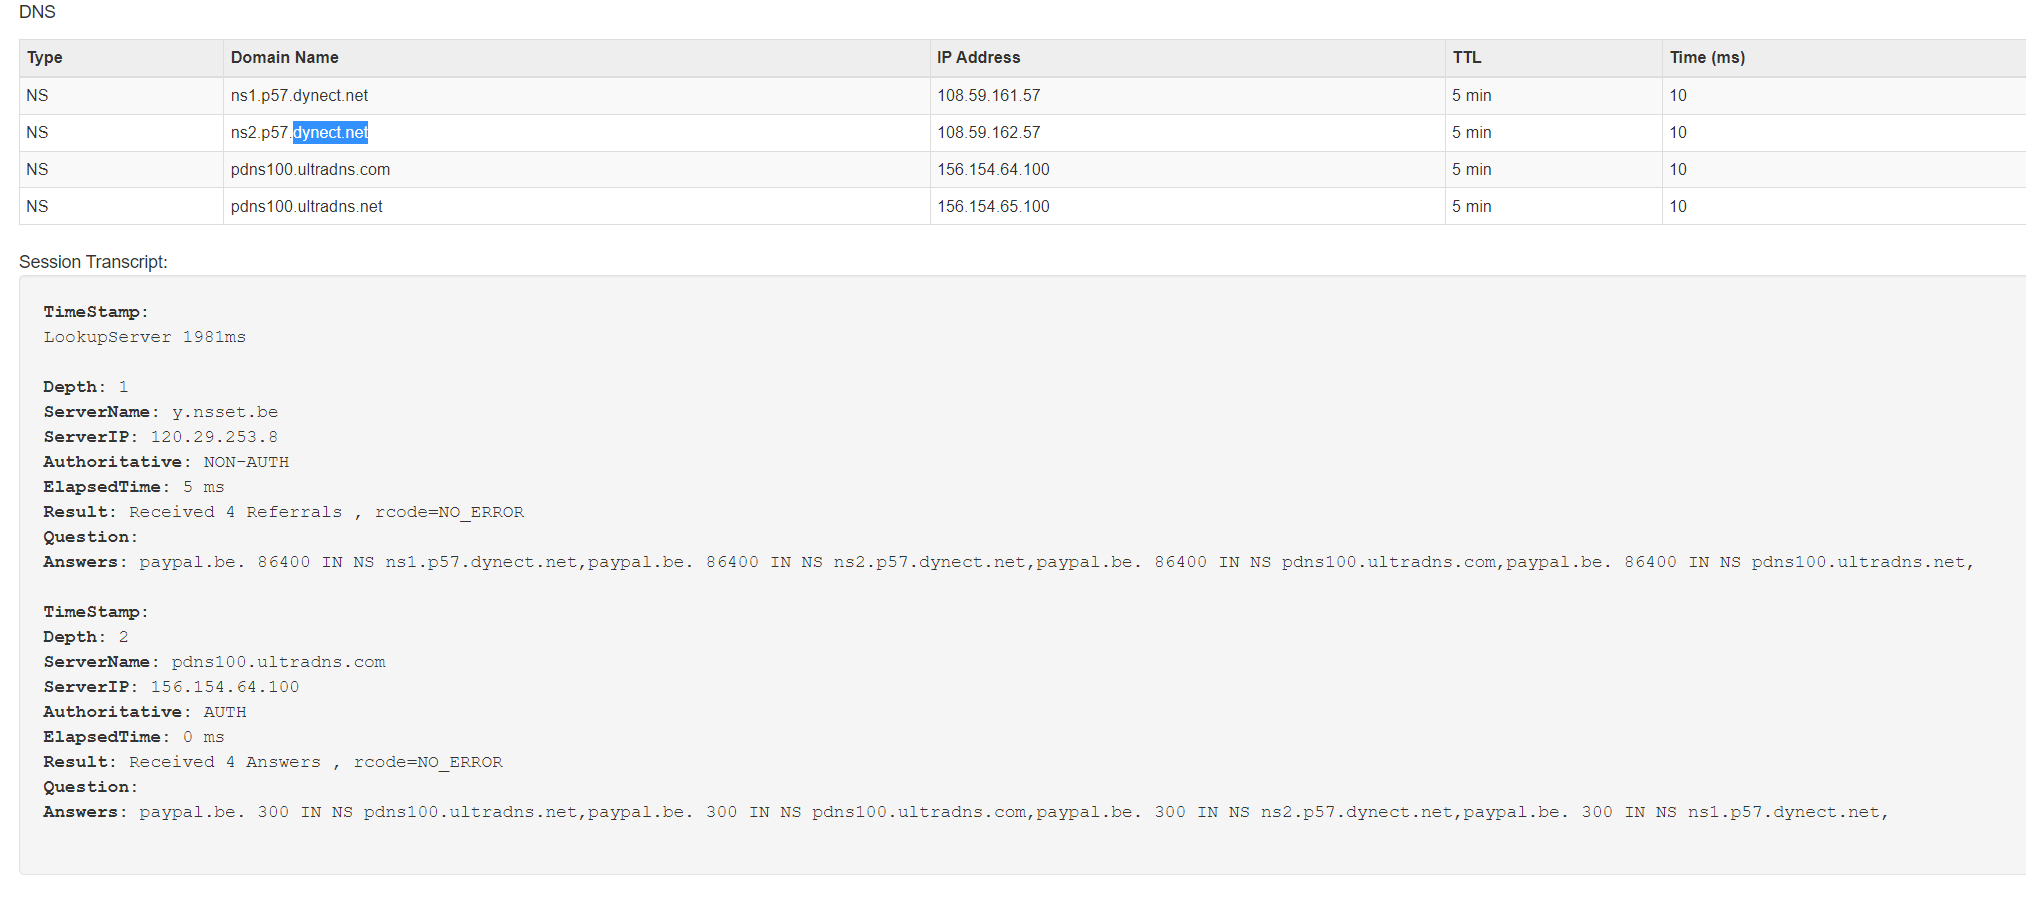 DNS
Type Domain Name IP Address TTL Time (ms)
NS ns1.p57.dynect.net 108.59.161.57 5 min 10
NS ns2.p57.dynect.net 108.59.162.57 5 min 10
NS pdns100.ultradns.com 156.154.64.100 5 min 10
NS pdns100.ultradns.net 156.154.65.100 5 min 10
Session Transcript:
TimeStamp:
LookupServer 1981ms
Depth: 1
ServerName: y.nsset.be
ServerIP: 120.29.253.8
Authoritative: NON-AUTH
ElapsedTime: 5 ms
Result: Received 4 Referrals , rcode=NO_ERROR
Question:
Answers: paypal.be. 86400 IN NS ns1.p57.dynect.net,paypal.be. 86400 IN NS ns2.p57.dynect.net,paypal.be. 86400 IN NS pdns100.ultradns.com,paypal.be. 86400 IN NS pdns100.ultradns.net,
TimeStamp:
Depth: 2
ServerName: pdns100.ultradns.com
ServerIP: 156.154.64.100
Authoritative: AUTH
ElapsedTime: 0 ms
Result: Received 4 Answers , rcode=NO_ERROR
Question:
Answers: paypal.be. 300 IN NS pdns100.ultradns.net,paypal.be. 300 IN NS pdns100.ultradns.com,paypal.be. 300 IN NS ns2.p57.dynect.net,paypal.be. 300 IN NS ns1.p57.dynect.net,